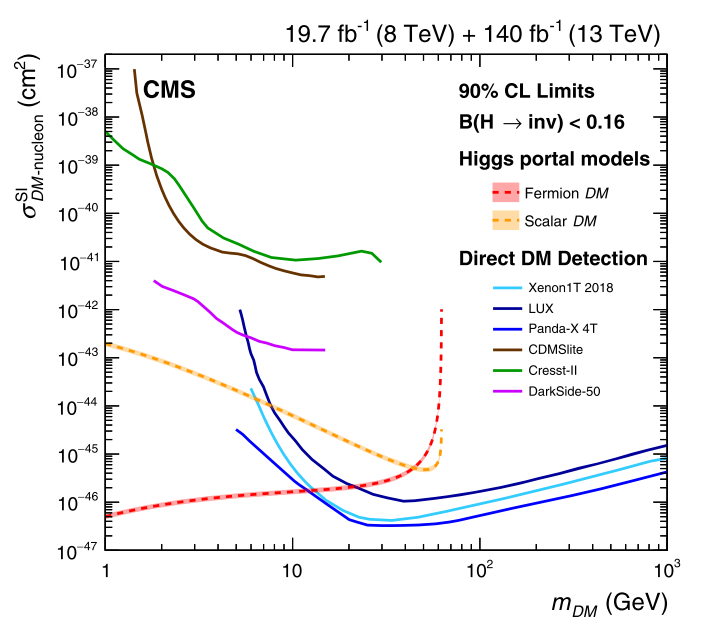 19.7 fb⁻¹ (8 TeV) + 140 fb⁻¹ (13 TeV)
σ^SI_DM-nucleon (cm²)
CMS
90% CL Limits
B(H → inv) < 0.16
Higgs portal models
Fermion DM
Scalar DM
Direct DM Detection
Xenon1T 2018
LUX
Panda-X 4T
CDMSlite
Cresst-II
DarkSide-50
10⁻³⁷
10⁻³⁸
10⁻³⁹
10⁻⁴⁰
10⁻⁴¹
10⁻⁴²
10⁻⁴³
10⁻⁴⁴
10⁻⁴⁵
10⁻⁴⁶
10⁻⁴⁷
1 10 10² 10³
m_DM (GeV)